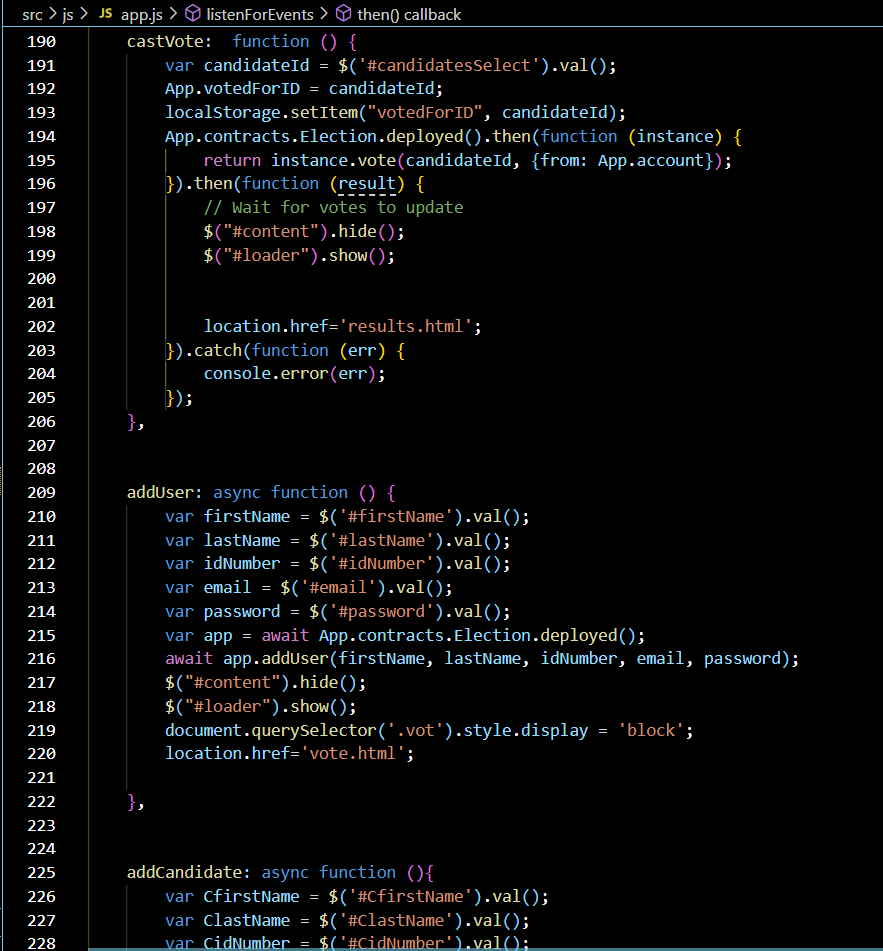 src > js > JS app.js > listenForEvents > then() callback
190 castVote:  function () {
191 var candidateId = $('#candidatesSelect').val();
192 App.votedForID = candidateId;
193 localStorage.setItem("votedForID", candidateId);
194 App.contracts.Election.deployed().then(function (instance) {
195 return instance.vote(candidateId, {from: App.account});
196 }).then(function (result) {
197 // Wait for votes to update
198 $("#content").hide();
199 $("#loader").show();
200
201
202 location.href='results.html';
203 }).catch(function (err) {
204 console.error(err);
205 });
206 },
207
208
209 addUser: async function () {
210 var firstName = $('#firstName').val();
211 var lastName = $('#lastName').val();
212 var idNumber = $('#idNumber').val();
213 var email = $('#email').val();
214 var password = $('#password').val();
215 var app = await App.contracts.Election.deployed();
216 await app.addUser(firstName, lastName, idNumber, email, password);
217 $("#content").hide();
218 $("#loader").show();
219 document.querySelector('.vot').style.display = 'block';
220 location.href='vote.html';
221
222 },
223
224
225 addCandidate: async function (){
226 var CfirstName = $('#CfirstName').val();
227 var ClastName = $('#ClastName').val();
228 var CidNumber = $('#CidNumber').val();